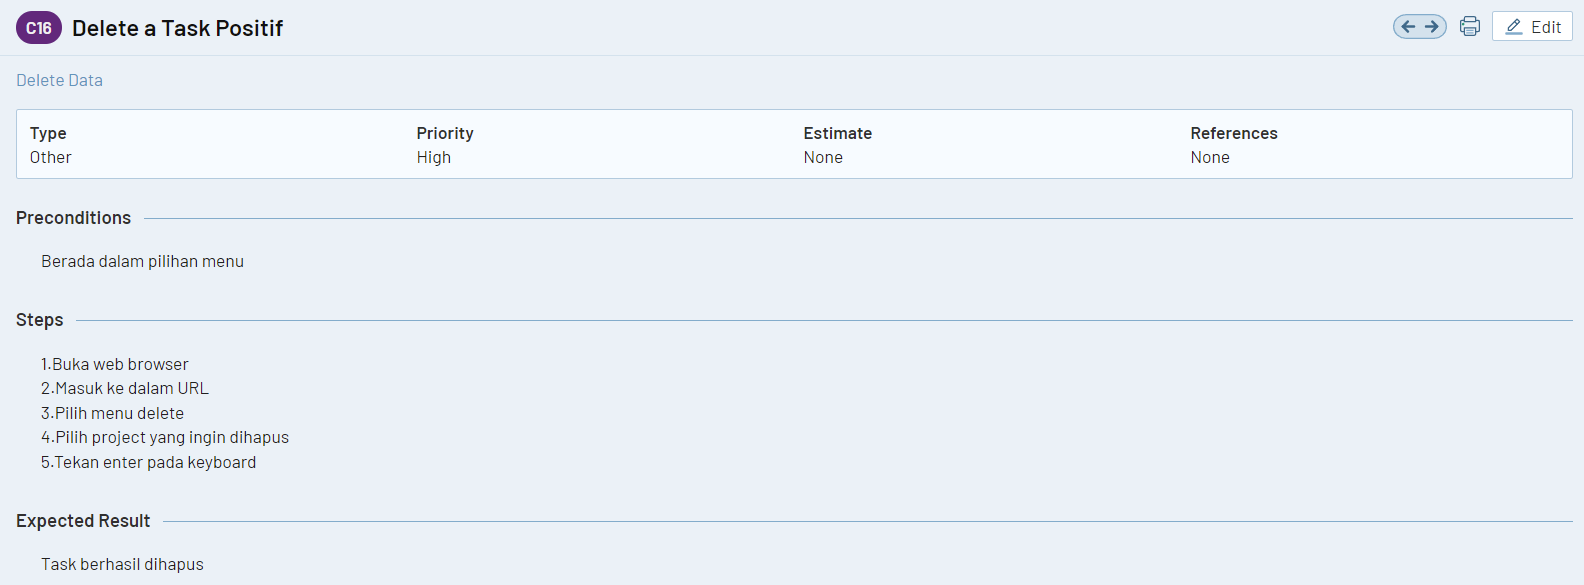 C16 Delete a Task Positif
Edit
Delete Data
Type Priority Estimate References
Other High None None
Preconditions
Berada dalam pilihan menu
Steps
1.Buka web browser
2.Masuk ke dalam URL
3.Pilih menu delete
4.Pilih project yang ingin dihapus
5.Tekan enter pada keyboard
Expected Result
Task berhasil dihapus